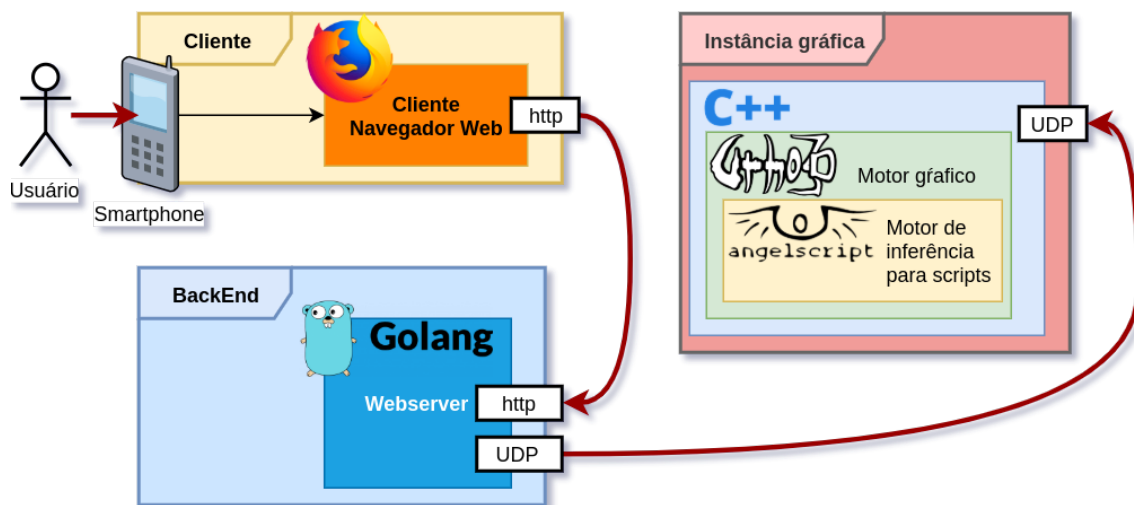 Cliente
Cliente
Navegador Web
http
Usuário
Smartphone
BackEnd
Golang
Webserver
http
UDP
Instância gráfica
C++
UDP
Motor gŕafico
angelscript
Motor de
inferência
para scripts